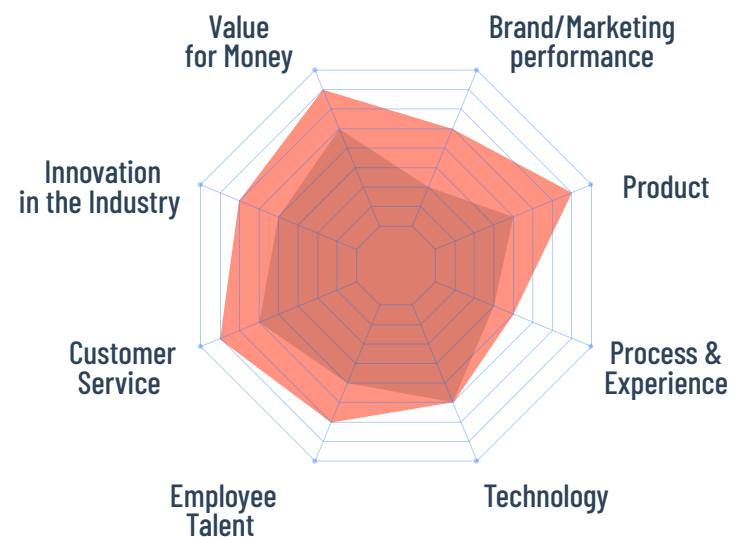 Value
for Money
Brand/Marketing
performance
Innovation
in the Industry
Product
Customer
Service
Process &
Experience
Employee
Talent
Technology